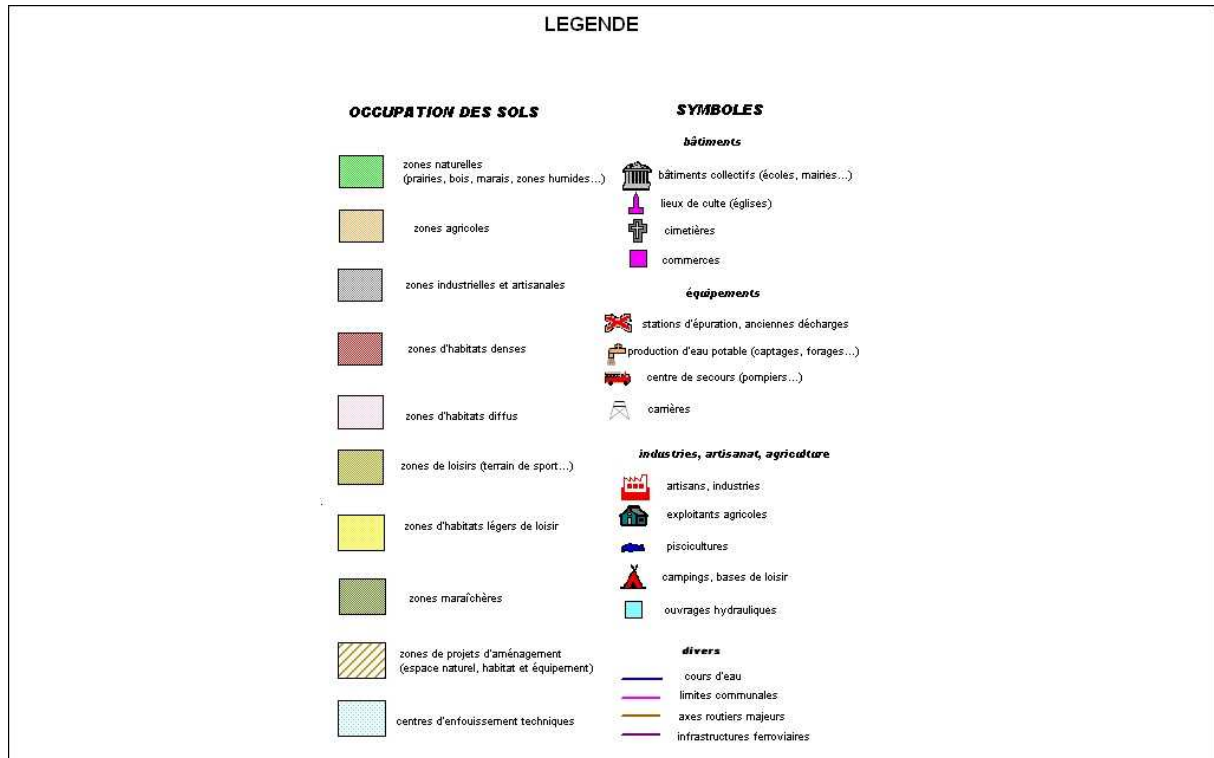 LEGENDE
OCCUPATION DES SOLS
zones naturelles
(prairies, bois, marais, zones humides...)
zones agricoles
zones industrielles et artisanales
zones d'habitats denses
zones d'habitats diffus
zones de loisirs (terrain de sport...)
zones d'habitats légers de loisir
zones maraîchères
zones de projets d'aménagement
(espace naturel, habitat et équipement)
centres d'enfouissement techniques
SYMBOLES
bâtiments
bâtiments collectifs (écoles, mairies...)
lieux de culte (églises)
cimetières
commerces
équipements
stations d'épuration, anciennes décharges
production d'eau potable (captages, forages...)
centre de secours (pompiers...)
carrières
industries, artisanat, agriculture
artisans, industries
exploitants agricoles
piscicultures
campings, bases de loisir
ouvrages hydrauliques
divers
cours d'eau
limites communales
axes routiers majeurs
infrastructures ferroviaires